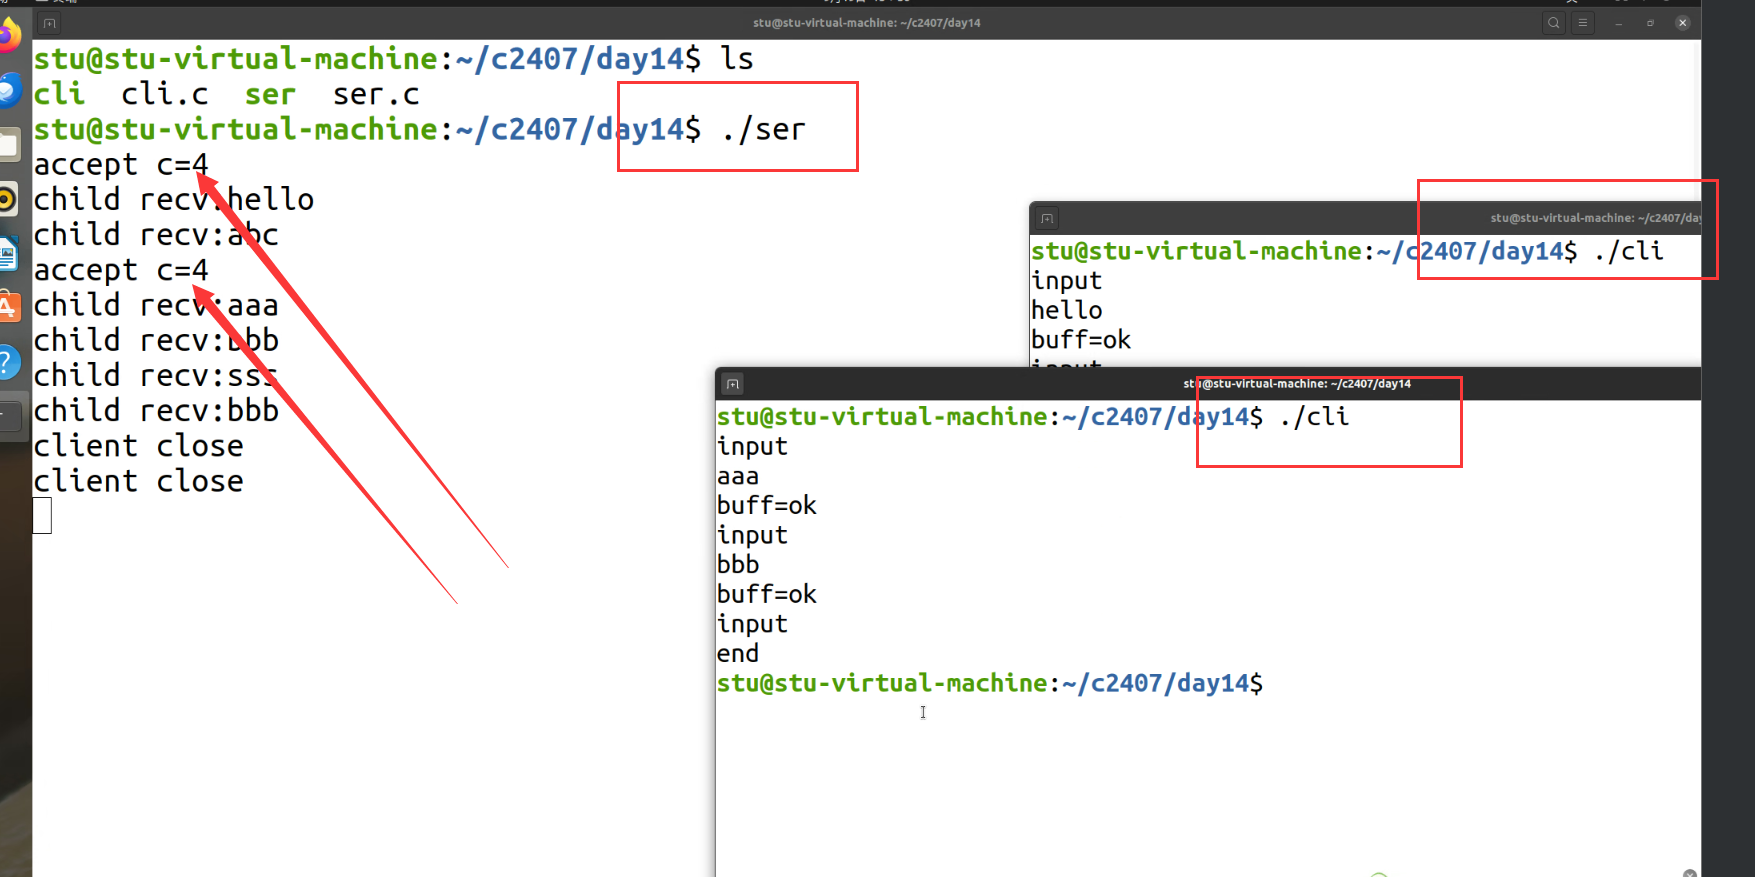 stu@stu-virtual-machine: ~/c2407/day14
stu@stu-virtual-machine:~/c2407/day14$ ls
cli  cli.c  ser  ser.c
stu@stu-virtual-machine:~/c2407/day14$ ./ser
accept c=4
child recv:hello
child recv:abc
accept c=4
child recv:aaa
child recv:bbb
child recv:sss
child recv:bbb
client close
client close
stu@stu-virtual-machine: ~/c2407/day
stu@stu-virtual-machine:~/c2407/day14$ ./cli
input
hello
buff=ok
input
stu@stu-virtual-machine: ~/c2407/day14
stu@stu-virtual-machine:~/c2407/day14$ ./cli
input
aaa
buff=ok
input
bbb
buff=ok
input
end
stu@stu-virtual-machine:~/c2407/day14$